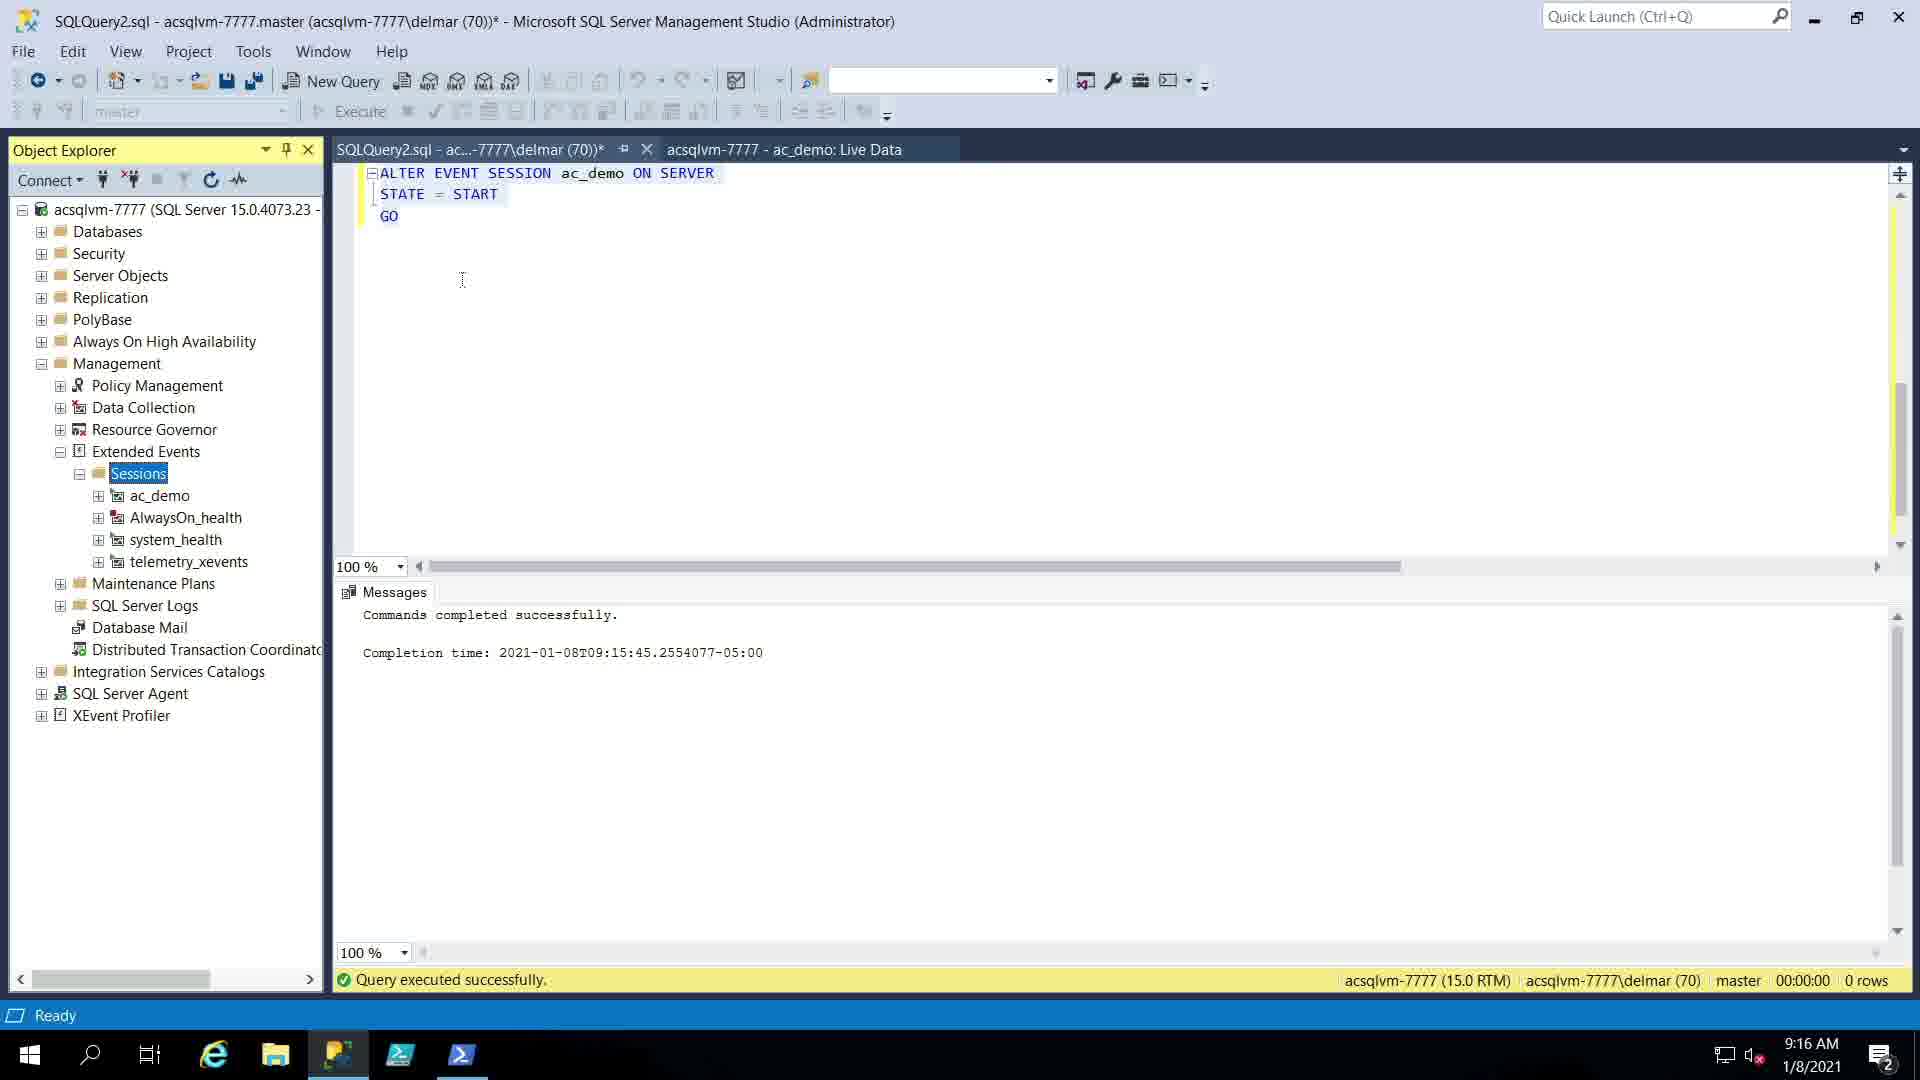 SQLQuery2.sql - acsqlvm-7777.master (acsqlvm-7777\delmar (70))* - Microsoft SQL Server Management Studio (Administrator)
Quick Launch (Ctrl+Q)
File Edit View Project Tools Window Help
New Query
MDX DMX XMLA DAX
master
Execute
Object Explorer
SQLQuery2.sql - ac...-7777\delmar (70))*
acsqlvm-7777 - ac_demo: Live Data
Connect
acsqlvm-7777 (SQL Server 15.0.4073.23 -
Databases
Security
Server Objects
Replication
PolyBase
Always On High Availability
Management
Policy Management
Data Collection
Resource Governor
Extended Events
Sessions
ac_demo
AlwaysOn_health
system_health
telemetry_xevents
Maintenance Plans
SQL Server Logs
Database Mail
Distributed Transaction Coordinato
Integration Services Catalogs
SQL Server Agent
XEvent Profiler
ALTER EVENT SESSION ac_demo ON SERVER
STATE = START
GO
100 %
Messages
Commands completed successfully.
Completion time: 2021-01-08T09:15:45.2554077-05:00
100 %
Query executed successfully.
acsqlvm-7777 (15.0 RTM) acsqlvm-7777\delmar (70) master 00:00:00 0 rows
Ready
9:16 AM
1/8/2021
2